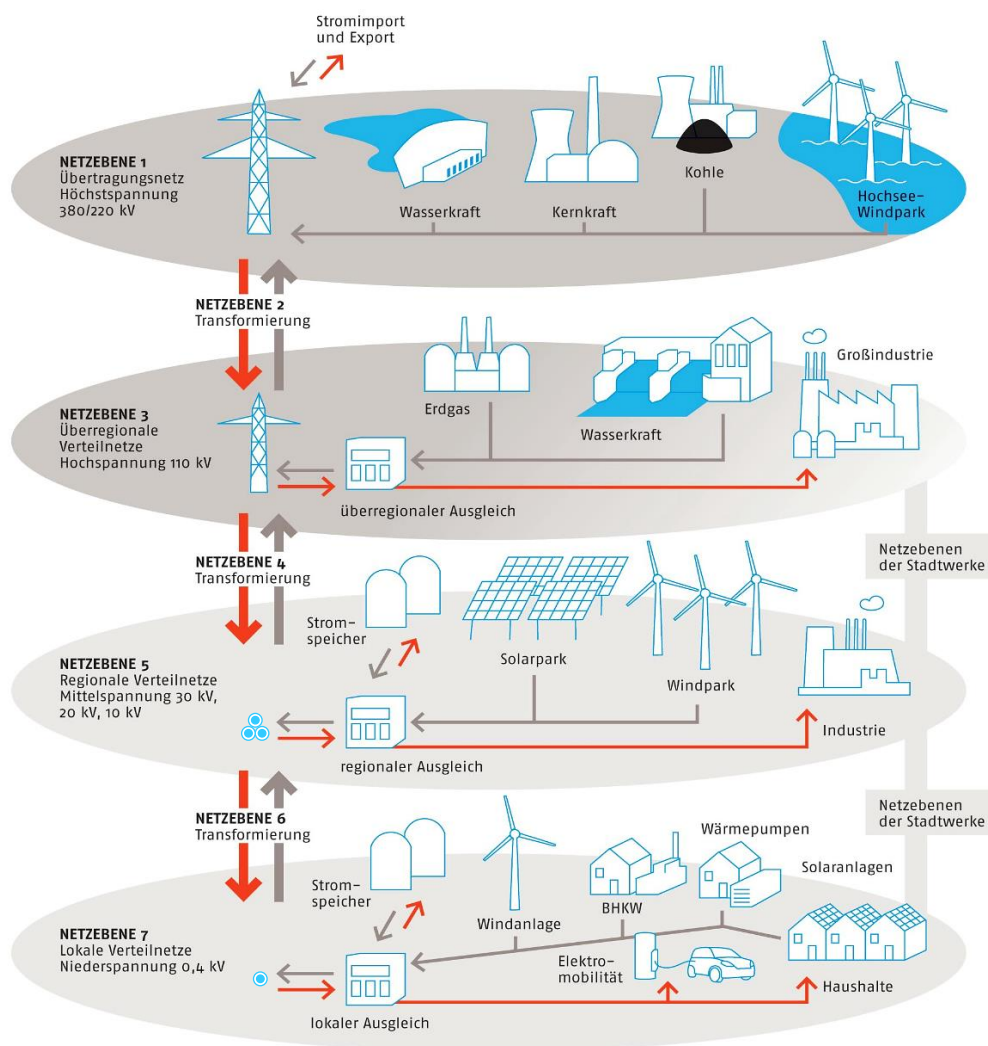 Stromimport
und Export
NETZEBENE 1
Übertragungsnetz
Höchstspannung
380/220 kV
Wasserkraft
Kernkraft
Kohle
Hochsee-
Windpark
NETZEBENE 2
Transformierung
NETZEBENE 3
Überregionale
Verteilnetze
Hochspannung 110 kV
Erdgas
Wasserkraft
Großindustrie
überregionaler Ausgleich
NETZEBENE 4
Transformierung
Netzebenen
der Stadtwerke
Strom-
speicher
Solarpark
Windpark
NETZEBENE 5
Regionale Verteilnetze
Mittelspannung 30 kV,
20 kV, 10 kV
Industrie
regionaler Ausgleich
NETZEBENE 6
Transformierung
Netzebenen
der Stadtwerke
Strom-
speicher
Windanlage
BHKW
Wärmepumpen
Solaranlagen
NETZEBENE 7
Lokale Verteilnetze
Niederspannung 0,4 kV
Elektro-
mobilität
Haushalte
lokaler Ausgleich